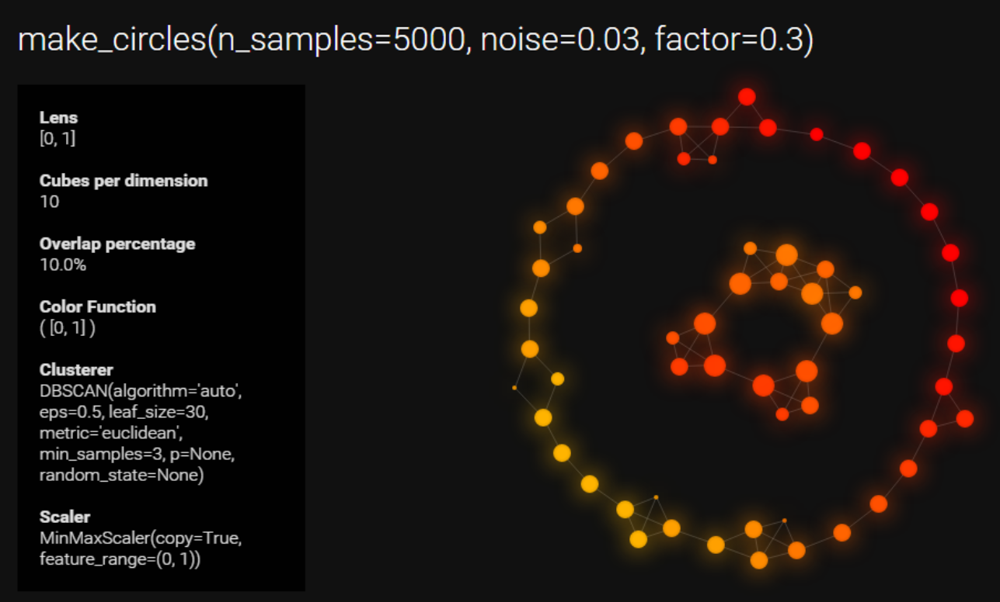 make_circles(n_samples=5000, noise=0.03, factor=0.3)
Lens
[0, 1]
Cubes per dimension
10
Overlap percentage
10.0%
Color Function
( [0, 1] )
Clusterer
DBSCAN(algorithm='auto',
eps=0.5, leaf_size=30,
metric='euclidean',
min_samples=3, p=None,
random_state=None)
Scaler
MinMaxScaler(copy=True,
feature_range=(0, 1))